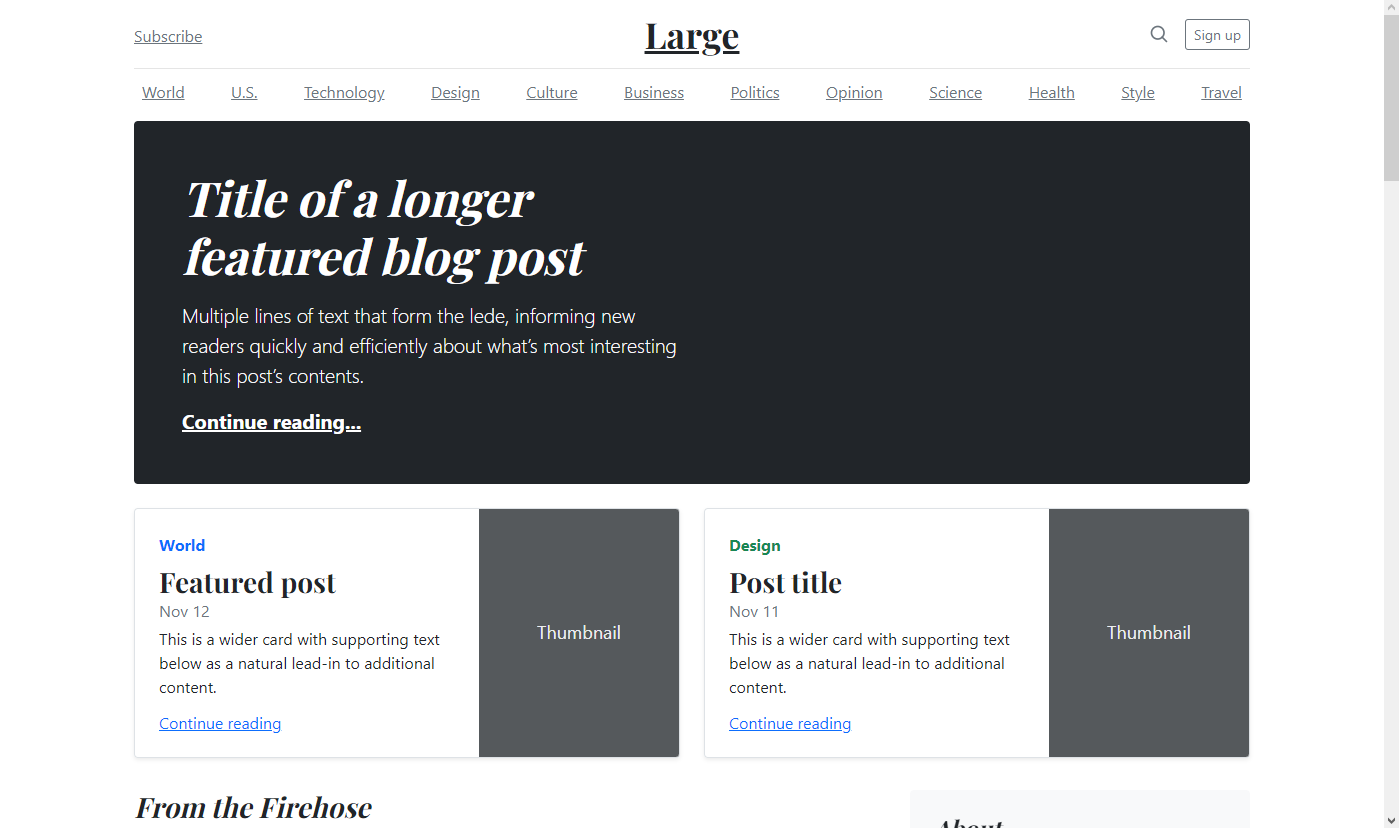 Subscribe
Large
Sign up
World U.S. Technology Design Culture Business Politics Opinion Science Health Style Travel
Title of a longer
featured blog post
Multiple lines of text that form the lede, informing new
readers quickly and efficiently about what’s most interesting
in this post’s contents.
Continue reading...
World
Featured post
Nov 12
This is a wider card with supporting text
below as a natural lead-in to additional
content.
Continue reading
Thumbnail
Design
Post title
Nov 11
This is a wider card with supporting text
below as a natural lead-in to additional
content.
Continue reading
Thumbnail
From the Firehose
About